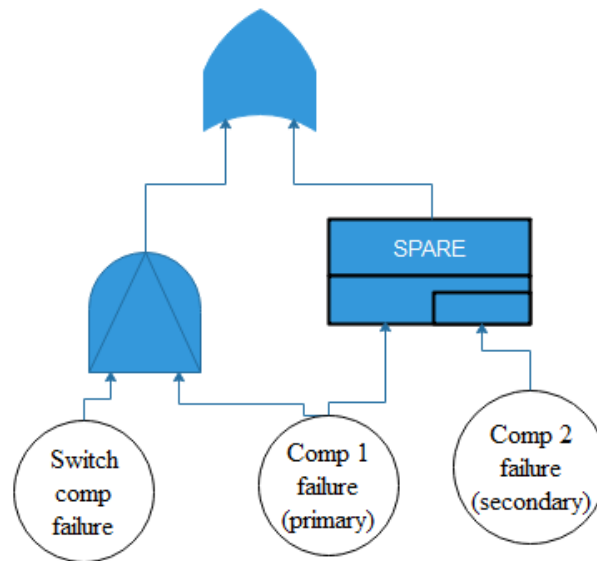 SPARE
Switch
comp
failure
Comp 1
failure
(primary)
Comp 2
failure
(secondary)